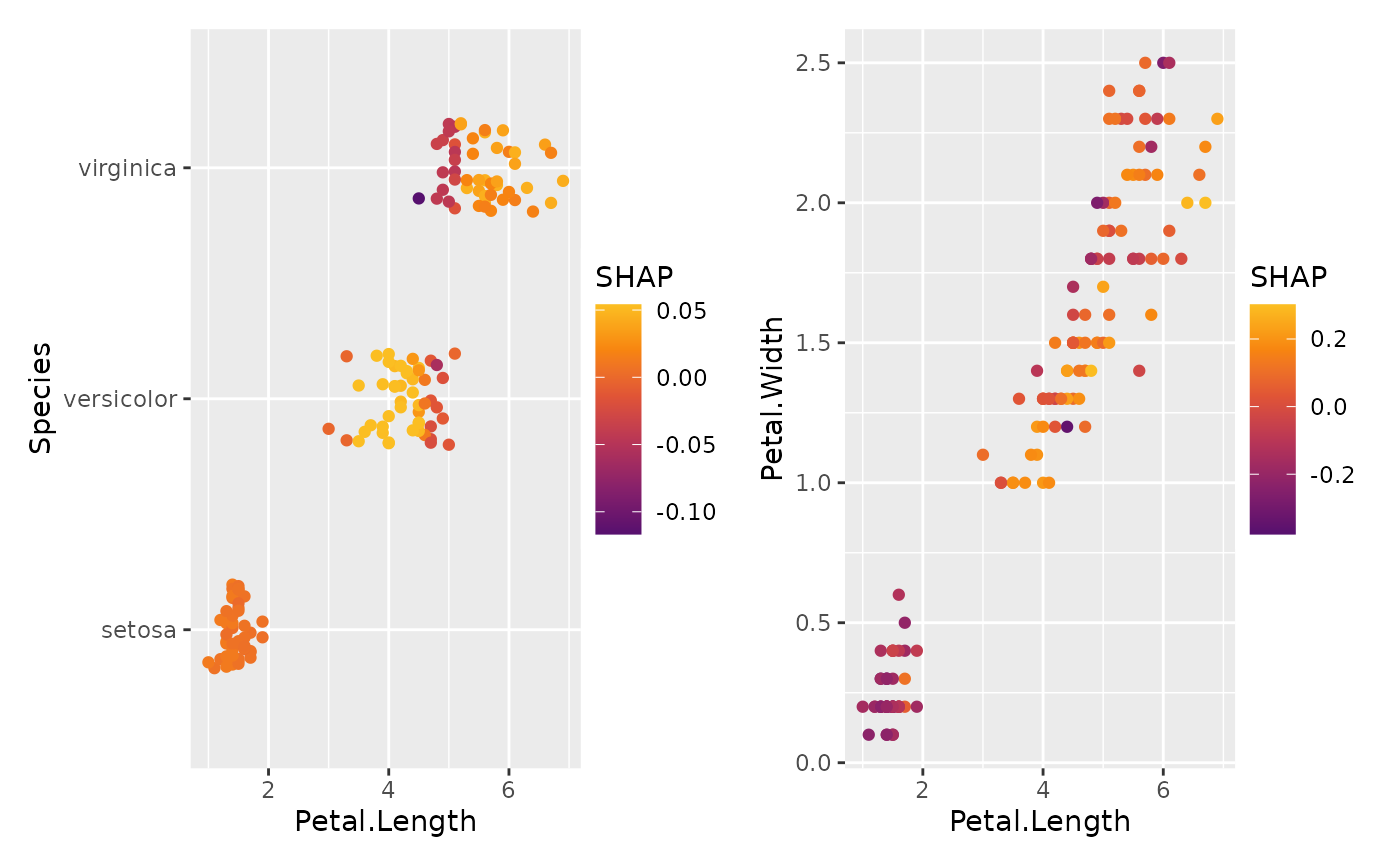 Species
virginica
versicolor
setosa
2 4 6
Petal.Length
SHAP
0.05
0.00
-0.05
-0.10
Petal.Width
2.5
2.0
1.5
1.0
0.5
0.0
2 4 6
Petal.Length
SHAP
0.2
0.0
-0.2